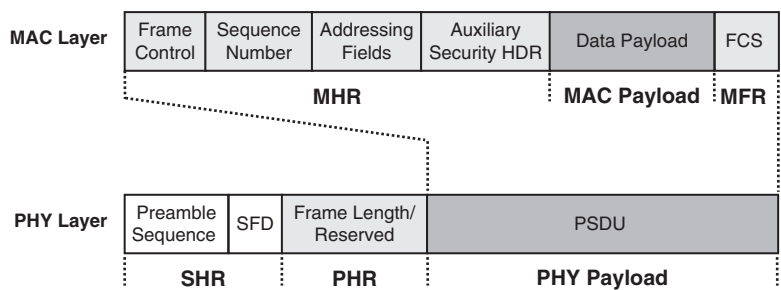 MAC Layer
Frame
Control
Sequence
Number
Addressing
Fields
Auxiliary
Security HDR
Data Payload
FCS
MHR
MAC Payload
MFR
PHY Layer
Preamble
Sequence
SFD
Frame Length/
Reserved
PSDU
SHR
PHR
PHY Payload